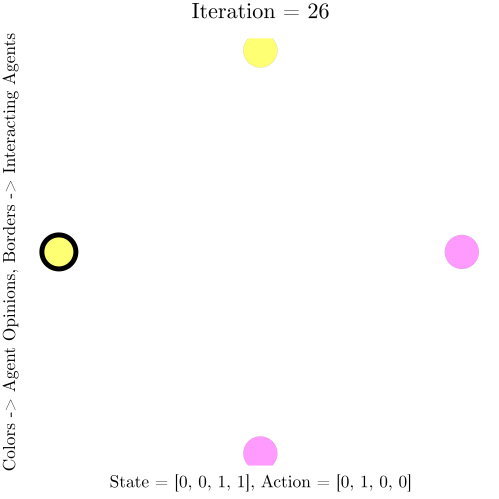 Iteration = 26
Colors -> Agent Opinions, Borders -> Interacting Agents
State = [0, 0, 1, 1], Action = [0, 1, 0, 0]